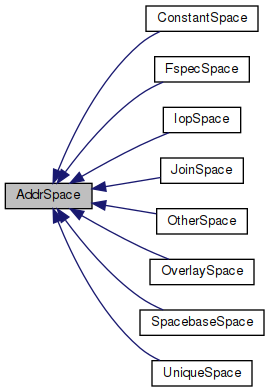 ConstantSpace
FspecSpace
IopSpace
JoinSpace
AddrSpace
OtherSpace
OverlaySpace
SpacebaseSpace
UniqueSpace